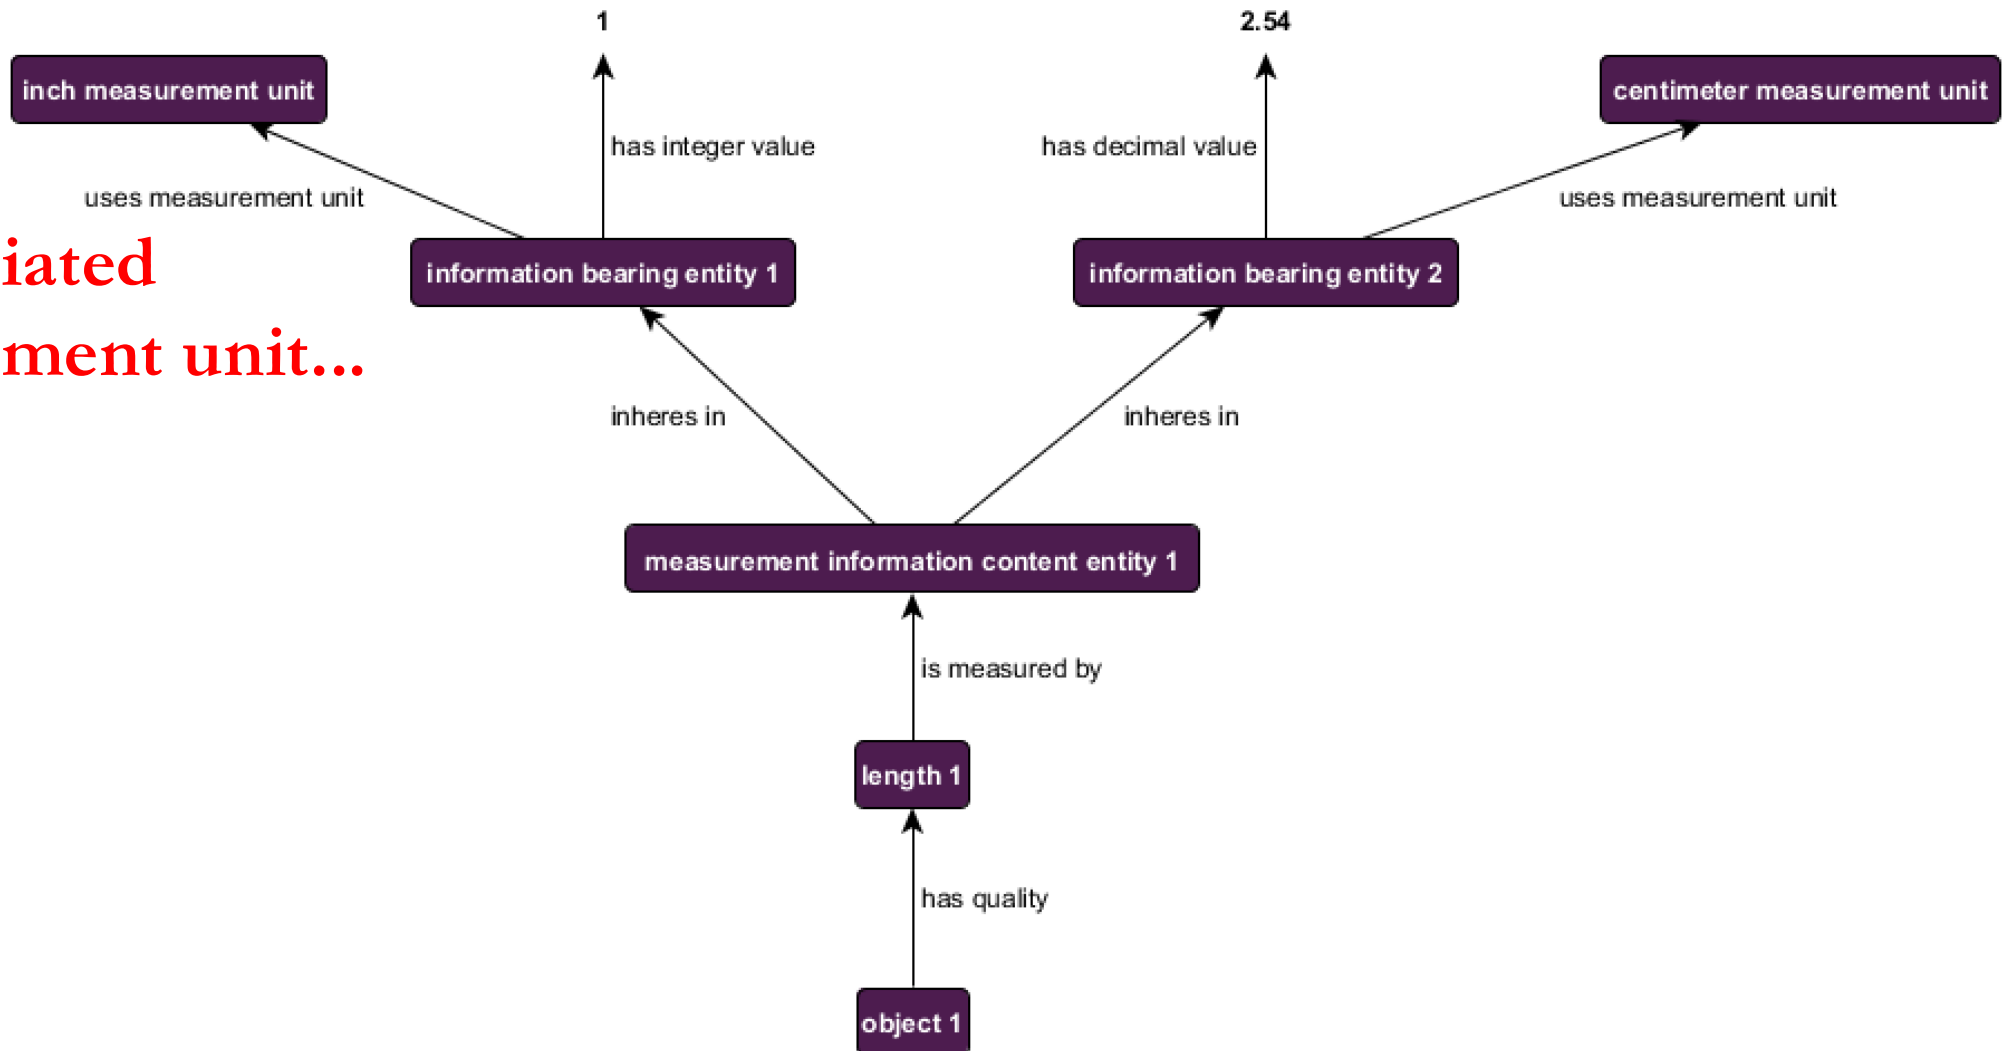 1
2.54
inch measurement unit
centimeter measurement unit
has integer value
has decimal value
uses measurement unit
uses measurement unit
iated
information bearing entity 1
information bearing entity 2
ment unit...
inheres in
inheres in
measurement information content entity 1
is measured by
length 1
has quality
object 1